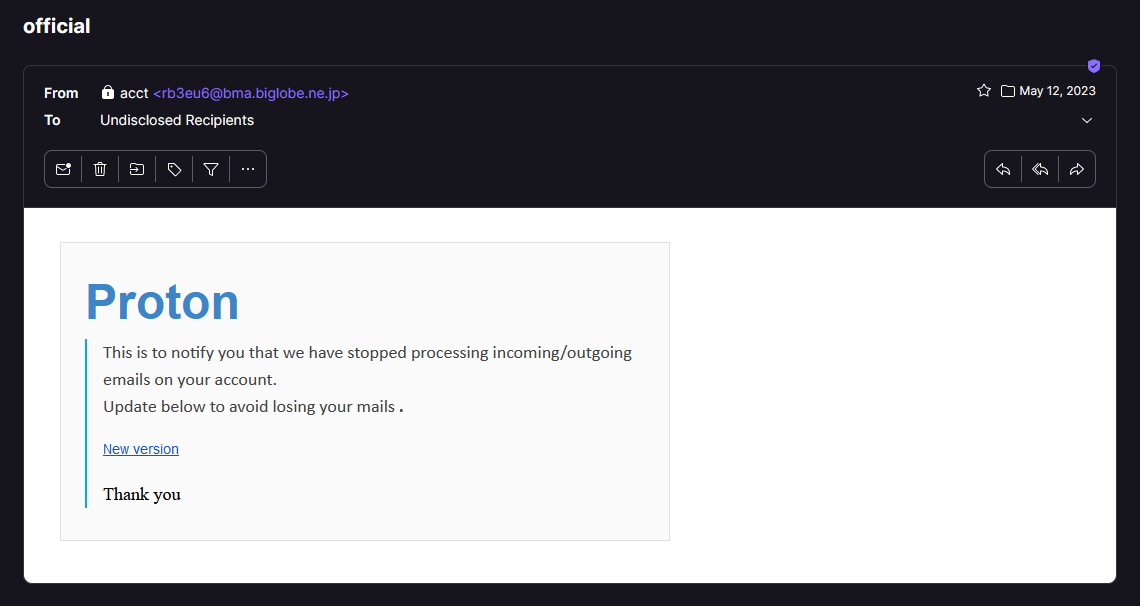 official
From acct <rb3eu6@bma.biglobe.ne.jp>
May 12, 2023
To Undisclosed Recipients
Proton
This is to notify you that we have stopped processing incoming/outgoing
emails on your account.
Update below to avoid losing your mails .
New version
Thank you